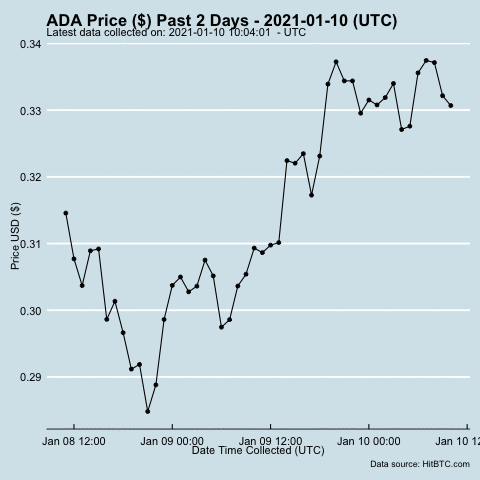 ADA Price ($) Past 2 Days - 2021-01-10 (UTC)
Latest data collected on: 2021-01-10 10:04:01  - UTC
0.34
0.33
0.32
0.31
0.30
0.29
Price USD ($)
Jan 08 12:00 Jan 09 00:00 Jan 09 12:00 Jan 10 00:00 Jan 10 12
Date Time Collected (UTC)
Data source: HitBTC.com